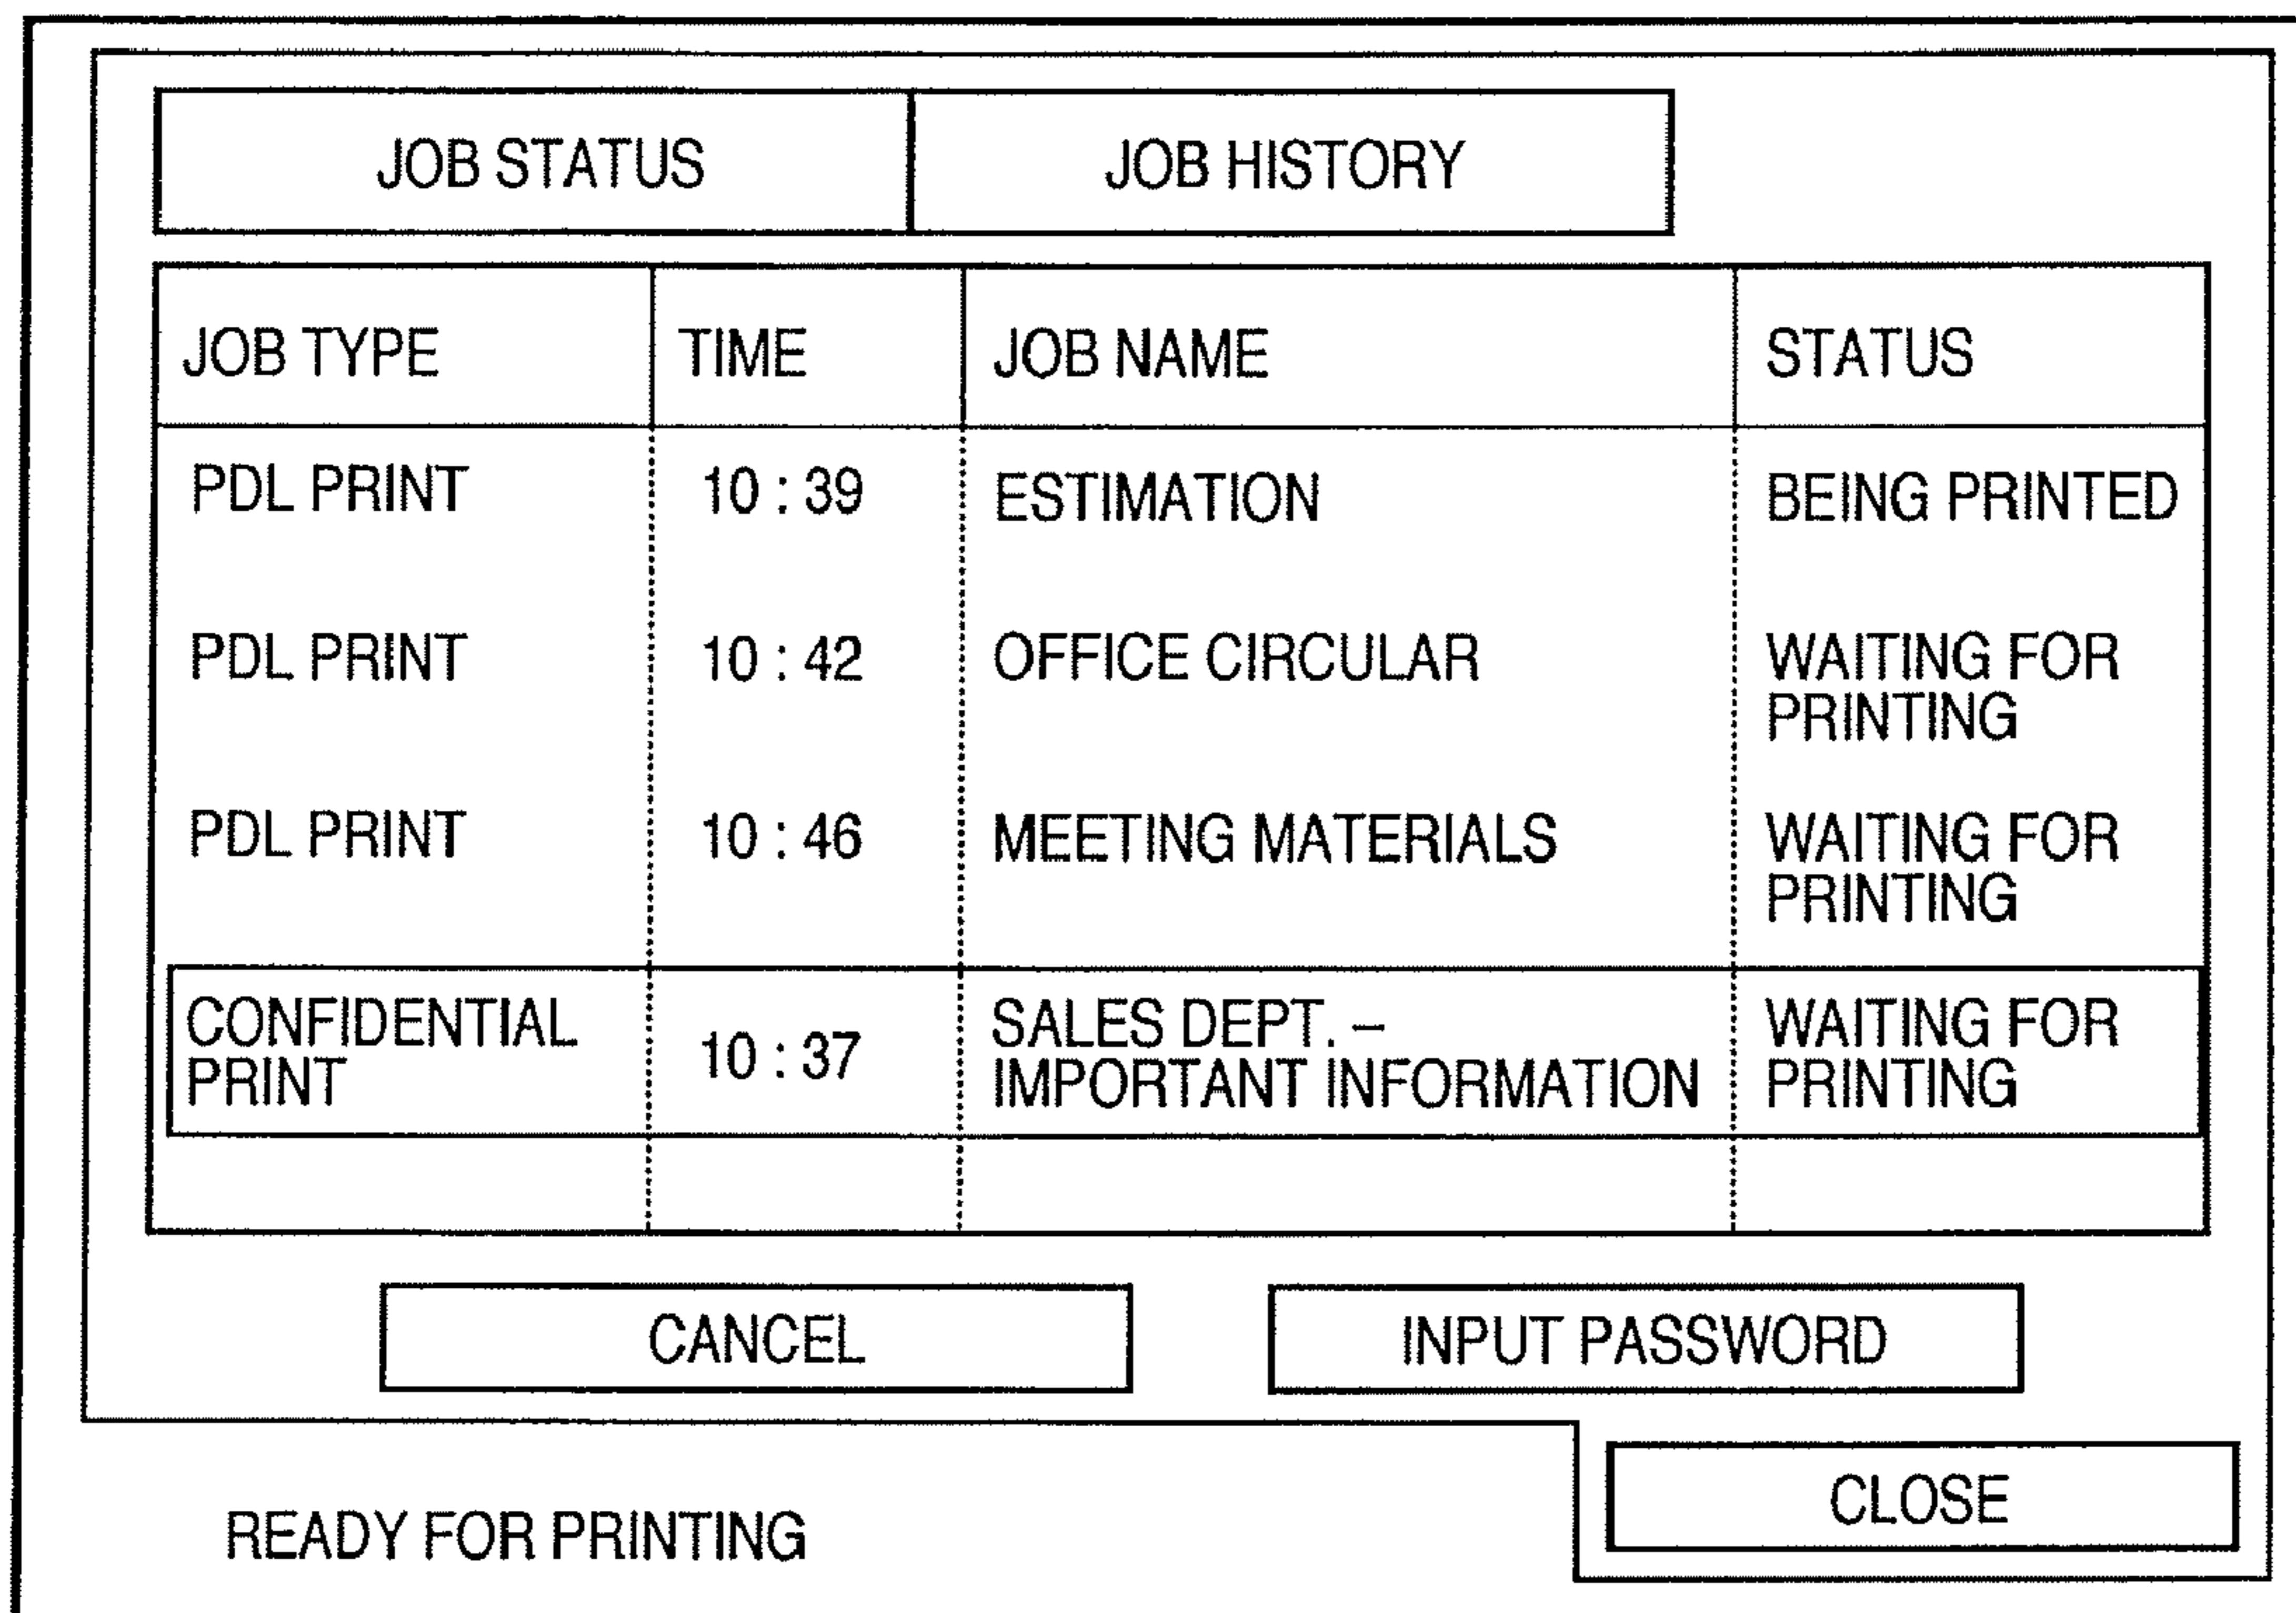 JOB STATUS JOB HISTORY
JOB TYPE TIME JOB NAME STATUS
PDL PRINT 10 : 39 ESTIMATION BEING PRINTED
PDL PRINT 10 : 42 OFFICE CIRCULAR WAITING FOR
PRINTING
PDL PRINT 10 : 46 MEETING MATERIALS WAITING FOR
PRINTING
CONFIDENTIAL
PRINT
10 : 37
SALES DEPT. –
IMPORTANT INFORMATION
WAITING FOR
PRINTING
CANCEL INPUT PASSWORD
CLOSE
READY FOR PRINTING